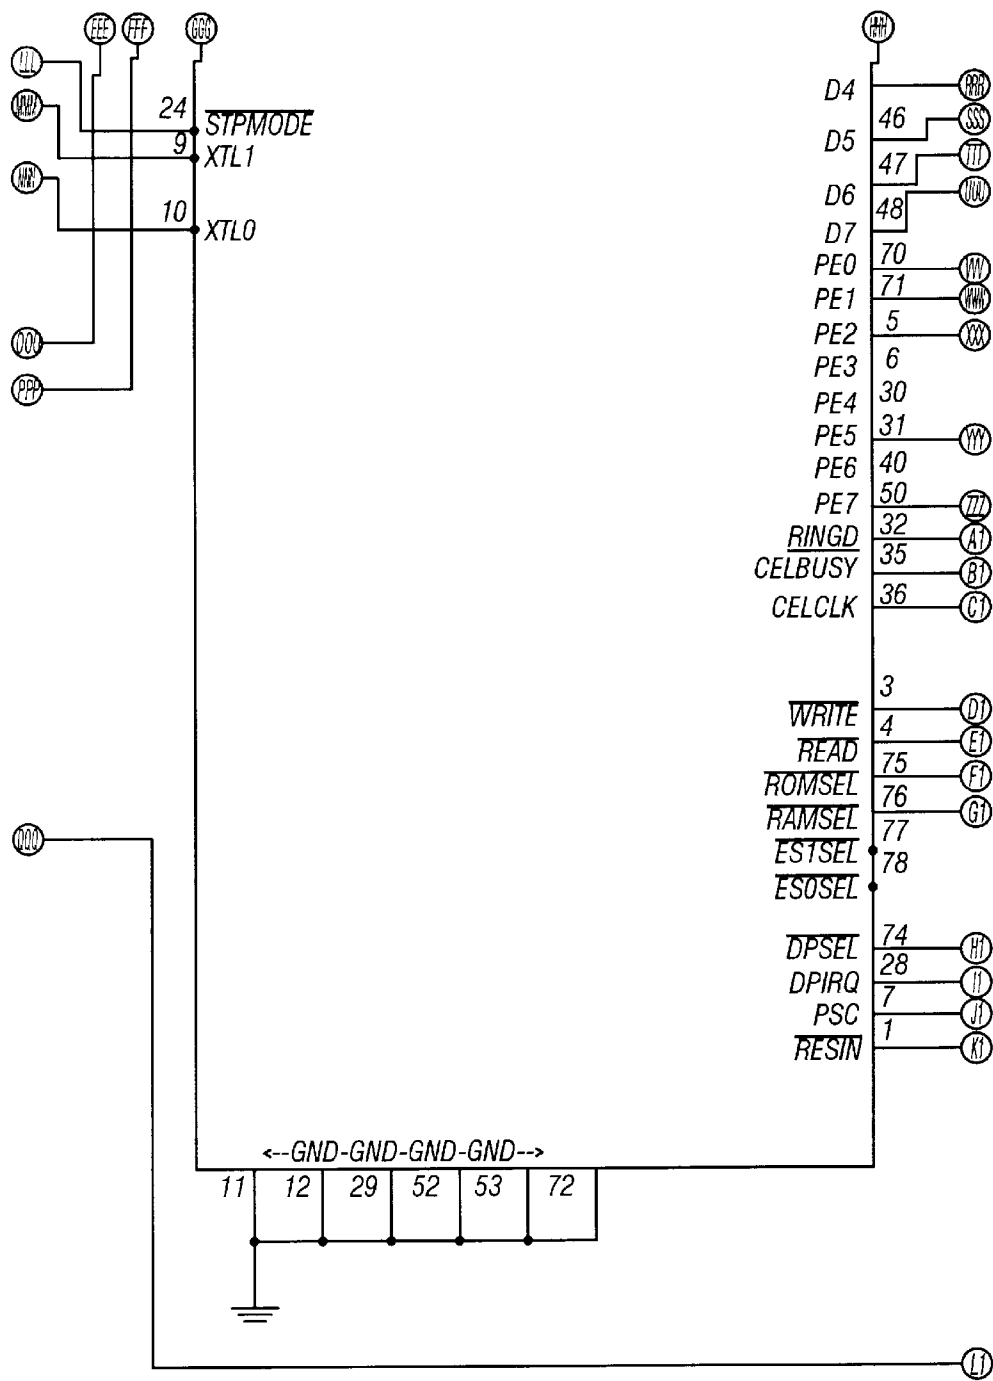 EEE FFF GGG HHH
LLL
MMM
NNN
OOO
PPP
QQQ
24 STPMODE
9 XTL1
10 XTL0
D4 RRR
D5 46 SSS
D6 47 TTT
D7 48 UUU
PE0 70 VVV
PE1 71 WWW
PE2 5 XXX
PE3 6
PE4 30
PE5 31 YYY
PE6 40
PE7 50 ZZZ
RINGD 32 A1
CELBUSY 35 B1
CELCLK 36 C1
WRITE 3 D1
READ 4 E1
ROMSEL 75 F1
RAMSEL 76 G1
ES1SEL 77
ES0SEL 78
DPSEL 74 H1
DPIRQ 28 I1
PSC 7 J1
RESIN 1 K1
<--GND-GND-GND-GND-->
11 12 29 52 53 72
L1